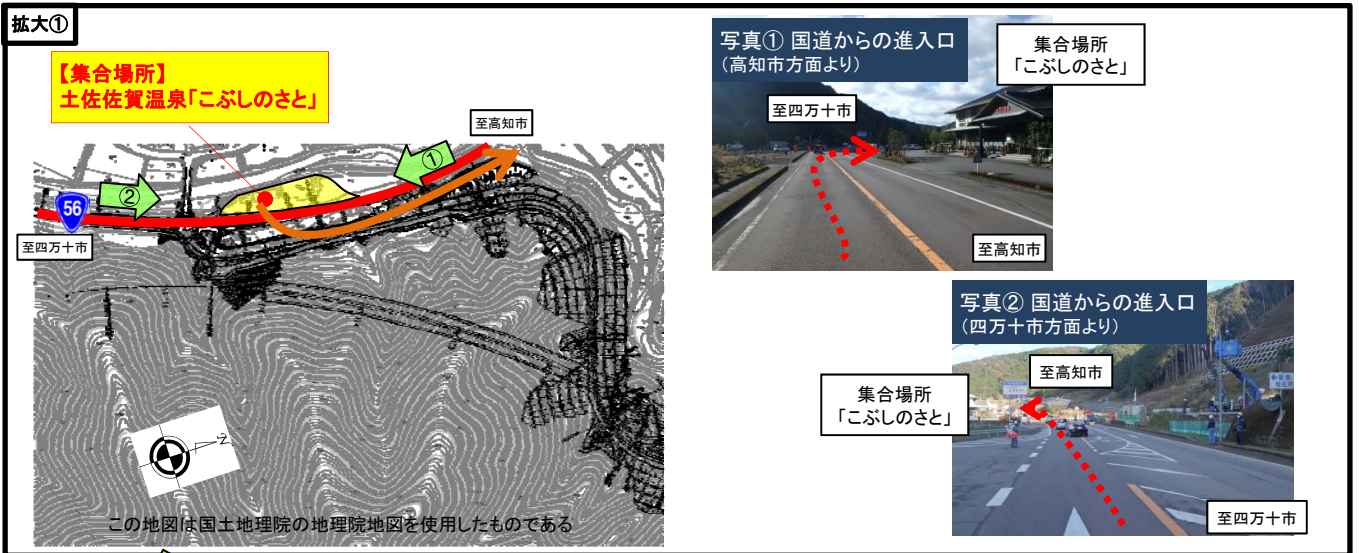 拡大①
【集合場所】
土佐佐賀温泉「こぶしのさと」
至高知市
①
②
56
至四万十市
この地図は国土地理院の地理院地図を使用したものである
写真① 国道からの進入口
（高知市方面より）
集合場所
「こぶしのさと」
至四万十市
至高知市
写真② 国道からの進入口
（四万十市方面より）
至高知市
集合場所
「こぶしのさと」
至四万十市